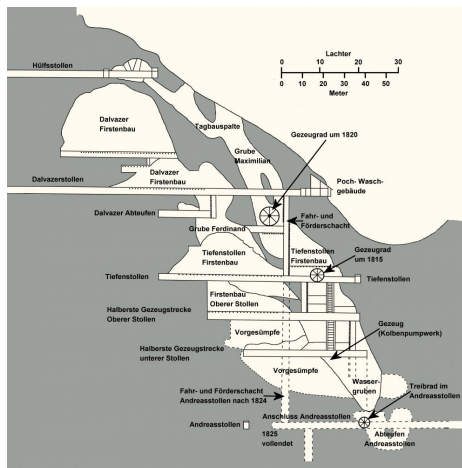 Lachter
0 10 20 30
0 10 20 30 40 50 60
Meter
Hülfsstollen
Dalvazer
Firstenbau
Tagbauspalte
Gezeugrad um 1820
Grube
Maximilian
Dalvazer
Firstenbau
Dalvazerstollen
Poch- Wasch-
gebäude
Dalvazer Abteufen
Fahr- und
Förderschacht
Grube Ferdinand
Tiefenstollen
Firstenbau
Tiefenstollen
Firstenbau
Gezeugrad
um 1815
Tiefenstollen
Tiefenstollen
Firstenbau
Oberer Stollen
Halberste Gezeugstrecke
Oberer Stollen
Vorgesümpfe
Gezeug
(Kolbenpumpwerk)
Halberste Gezeugstrecke
unterer Stollen
Vorgesümpfe
Wasser-
gruben
Treibrad im
Andreasstollen
Fahr- und Förderschacht
Andreasstollen nach 1824
Anschluss Andreasstollen
Andreasstollen
1825
vollendet
Abteufen
Andreasstollen